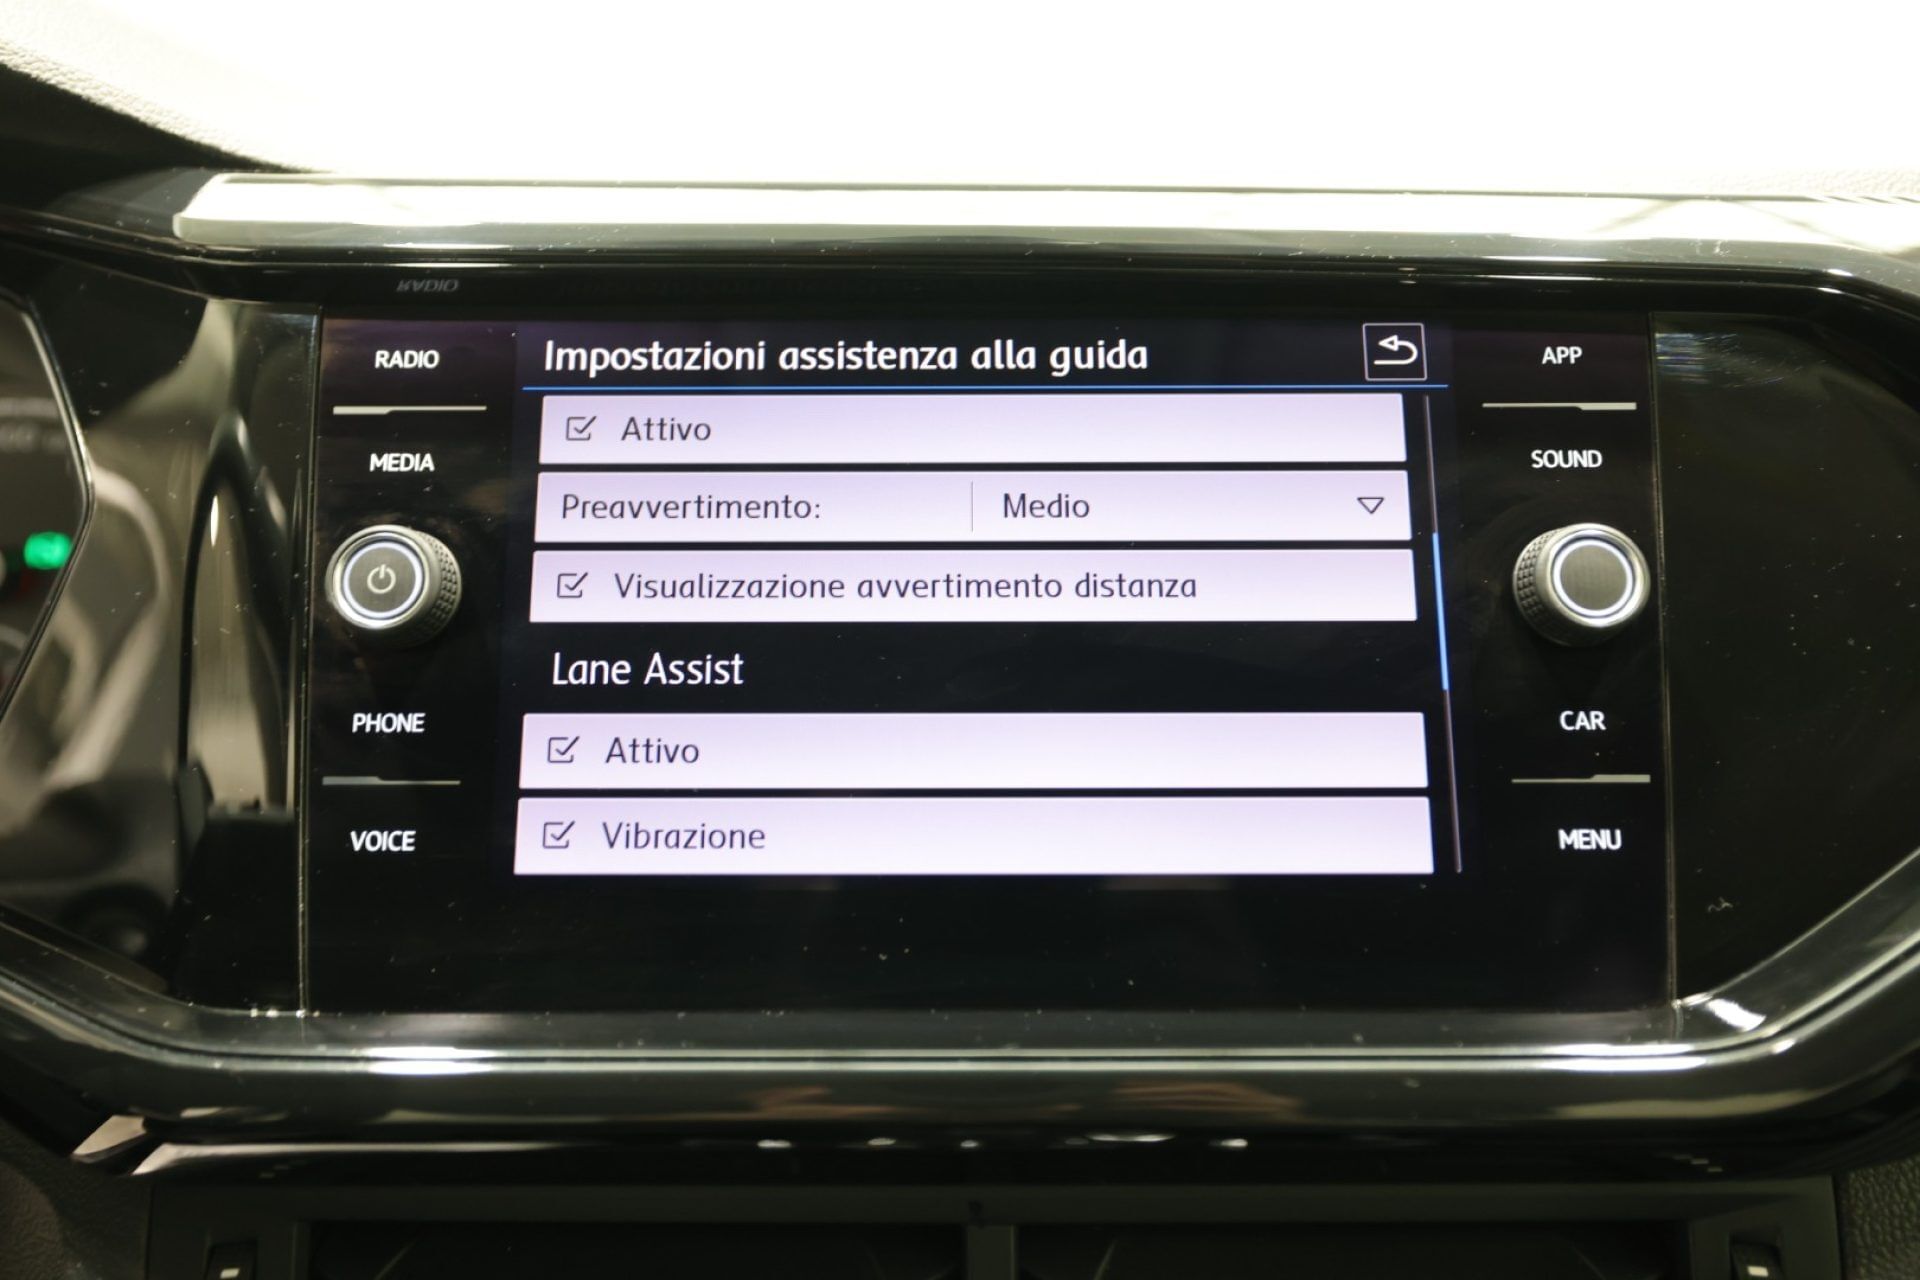 RADIO
MEDIA
PHONE
VOICE
Impostazioni assistenza alla guida
Attivo
Preavvertimento: Medio
Visualizzazione avvertimento distanza
Lane Assist
Attivo
Vibrazione
APP
SOUND
CAR
MENU